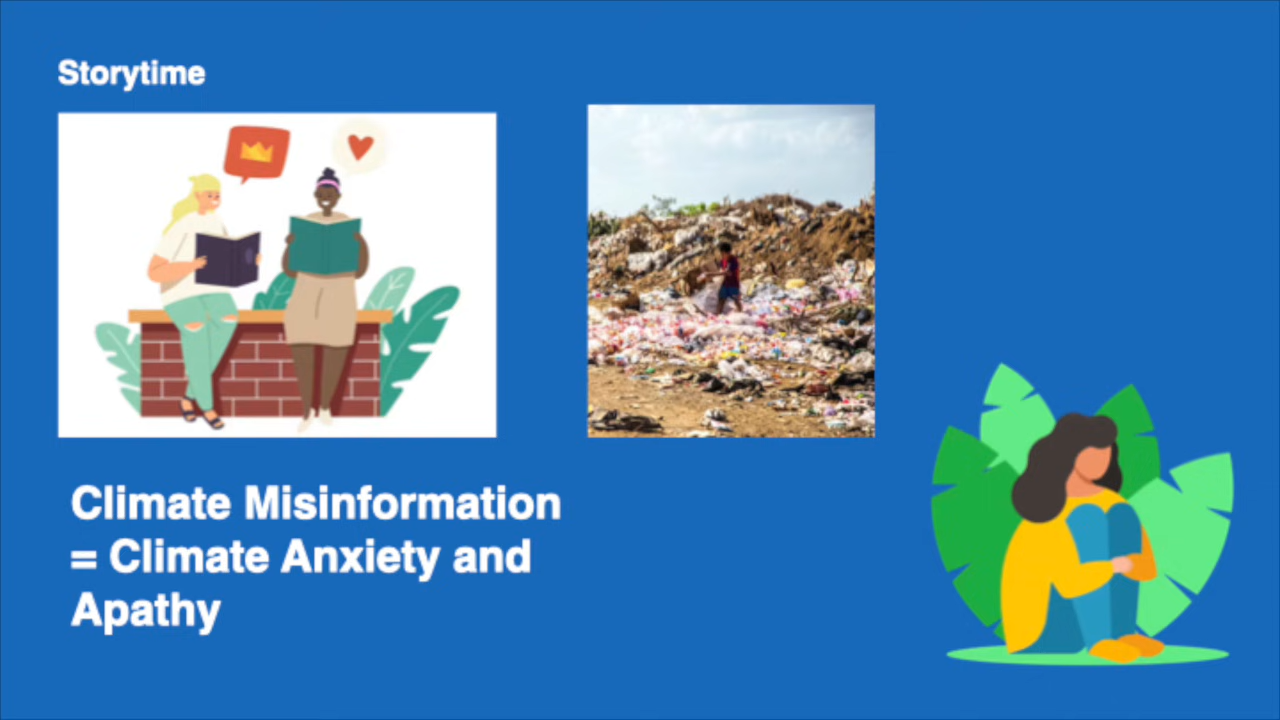 Storytime
Climate Misinformation
= Climate Anxiety and
Apathy